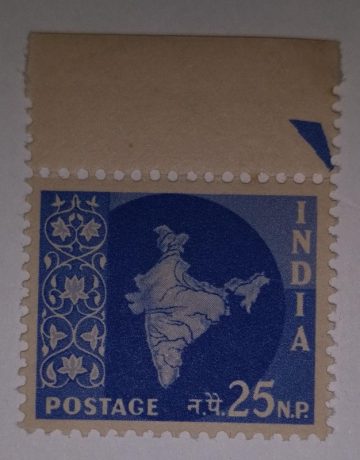 INDIA
POSTAGE न.पै.25 N.P.